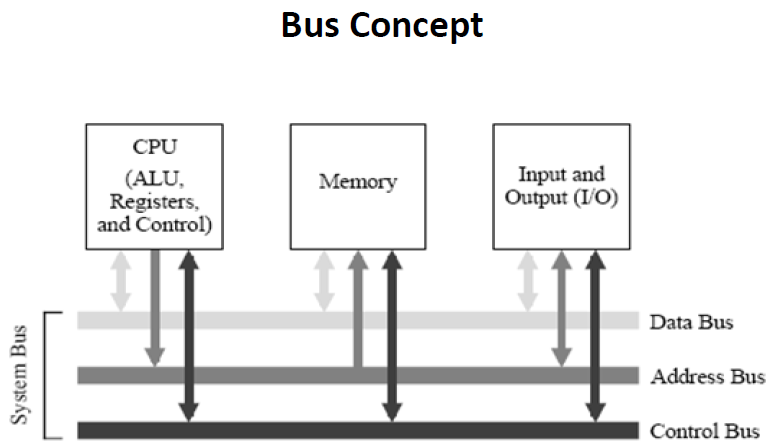 Bus Concept
CPU
(ALU,
Registers,
and Control)
Memory
Input and
Output (I/O)
System Bus
Data Bus
Address Bus
Control Bus